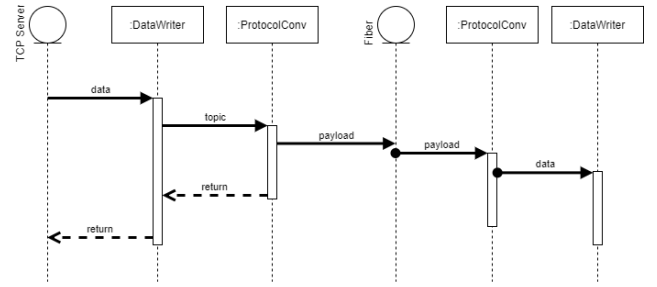 TCP Server
:DataWriter
:ProtocolConv
Fiber
:ProtocolConv
:DataWriter
data
topic
payload
payload
data
return
return